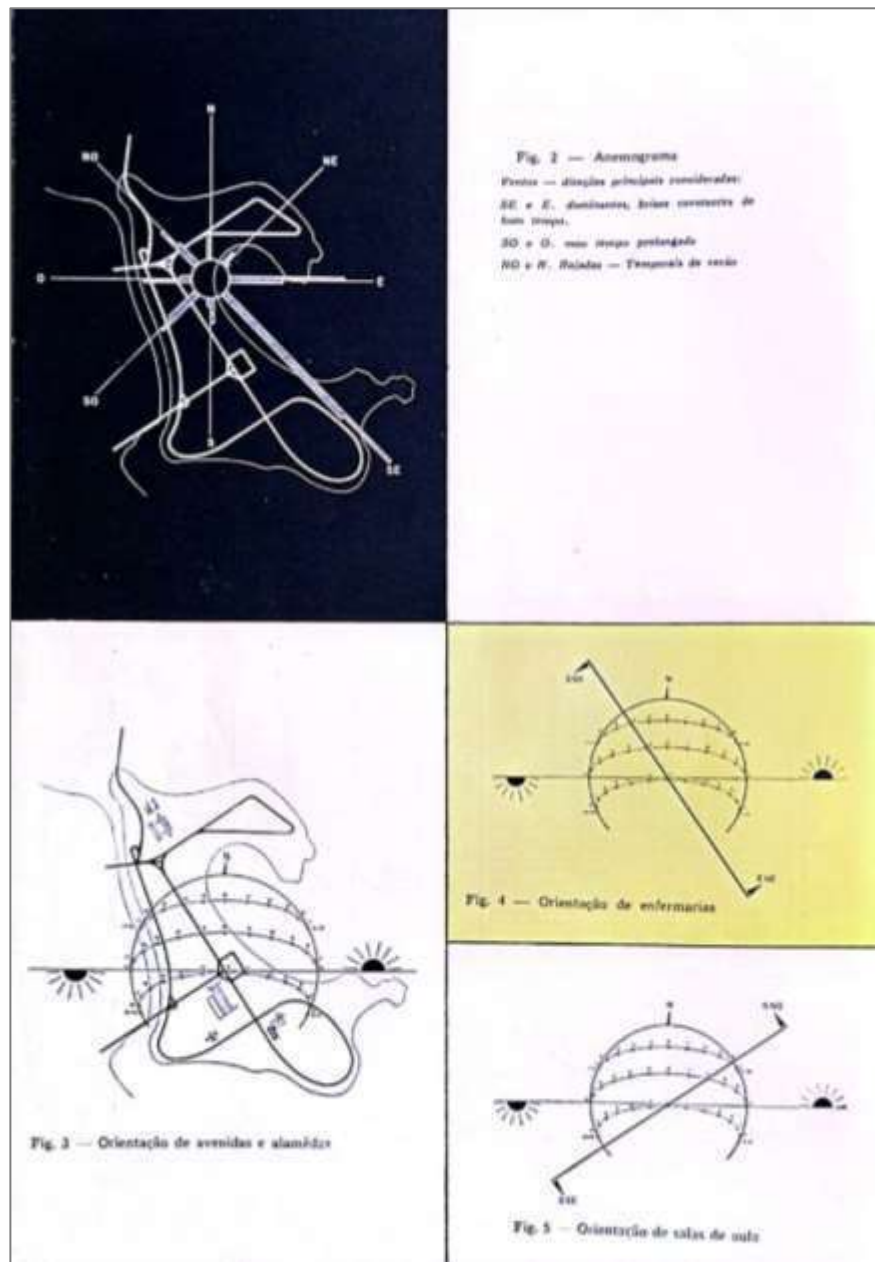 N
NO
NE
O
E
SO
S
SE
Fig. 2 — Anemograma
Ventos — direções principais consideradas:
SE e E. dominantes, brisas constantes de
bom tempo.
SO e O. mau tempo prolongado
NO e N. Rajadas — Temporais de verão
N
Fig. 3 — Orientação de avenidas e alamêdas
N
ENE
Fig. 4 — Orientação de enfermarias
N
ESE
Fig. 5 — Orientação de salas de aula